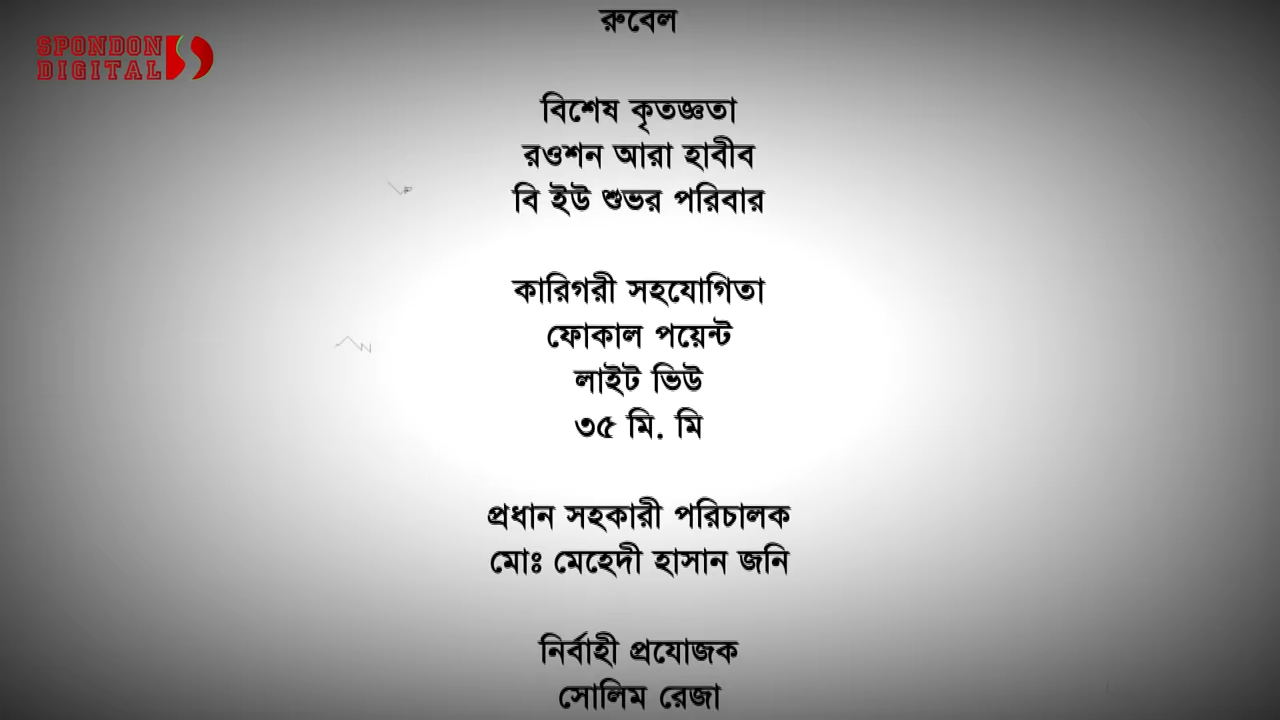 রুবেল
SPONDON
DIGITAL
বিশেষ কৃতজ্ঞতা
রওশন আরা হাবীব
বি ইউ শুভর পরিবার
কারিগরী সহযোগিতা
ফোকাল পয়েন্ট
লাইট ভিউ
৩৫ মি. মি
প্রধান সহকারী পরিচালক
মোঃ মেহেদী হাসান জনি
নির্বাহী প্রযোজক
সোলিম রেজা